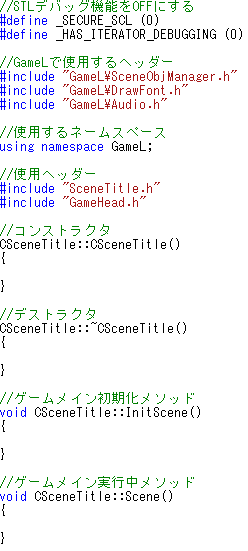 //STLデバッグ機能をOFFにする
#define _SECURE_SCL (0)
#define _HAS_ITERATOR_DEBUGGING (0)
//GameLで使用するヘッダー
#include "GameL¥SceneObjManager.h"
#include "GameL¥DrawFont.h"
#include "GameL¥Audio.h"
//使用するネームスペース
using namespace GameL;
//使用ヘッダー
#include "SceneTitle.h"
#include "GameHead.h"
//コンストラクタ
CSceneTitle::CSceneTitle()
{
}
//デストラクタ
CSceneTitle::~CSceneTitle()
{
}
//ゲームメイン初期化メソッド
void CSceneTitle::InitScene()
{
}
//ゲームメイン実行中メソッド
void CSceneTitle::Scene()
{
}